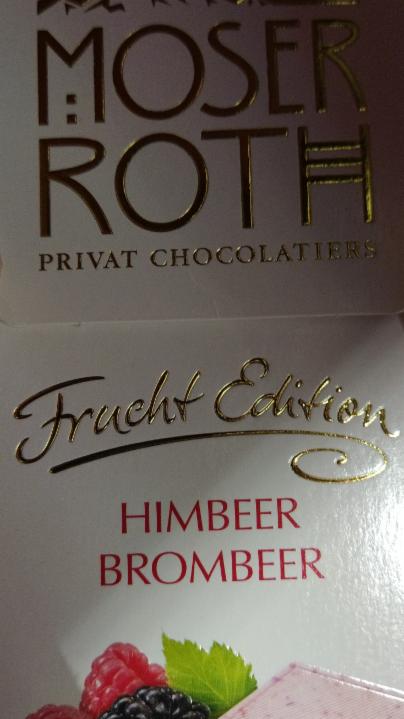 MOSER
ROTH
PRIVAT CHOCOLATIERS
Frucht Edition
HIMBEER
BROMBEER